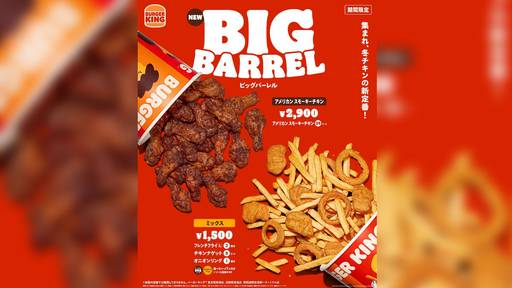 BURGER KING
NEW
BIG
BARREL
ビッグバーレル
期間限定
集まれ、冬チキンの新定番!
アメリカン スモーキーチキン
¥2,900
アメリカン スモーキーチキン
ミックス
¥1,500
フレンチフライ(L)
チキンナゲット
オニオンリング
BURGE
ER KING